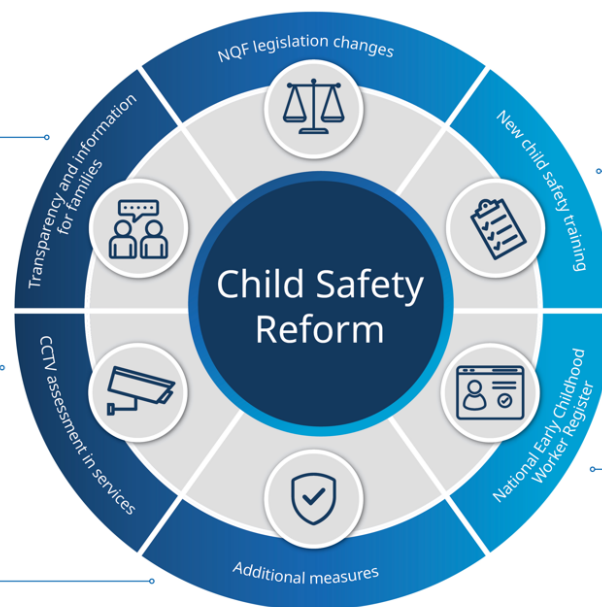 NQF legislation changes
New child safety training
National Early Childhood
Worker Register
Additional measures
CCTV assessment in services
Transparency and information
for families
Child Safety
Reform